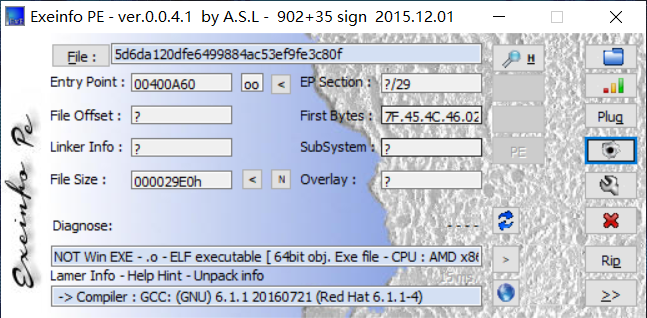 Exeinfo PE - ver.0.0.4.1 by A.S.L - 902+35 sign 2015.12.01
File : 5d6da120dfe6499884ac53ef9fe3c80f H
Entry Point : 00400A60 oo < EP Section : ?/29
File Offset : ? First Bytes : 7F.45.4C.46.02 Plug
Linker Info : ? SubSystem : ? PE
File Size : 000029E0h < N Overlay : ?
Diagnose: - - - -
NOT Win EXE - .o - ELF executable [ 64bit obj. Exe file - CPU : AMD x86 > Rip
Lamer Info - Help Hint - Unpack info
-> Compiler : GCC: (GNU) 6.1.1 20160721 (Red Hat 6.1.1-4) >>
Exeinfo Pe